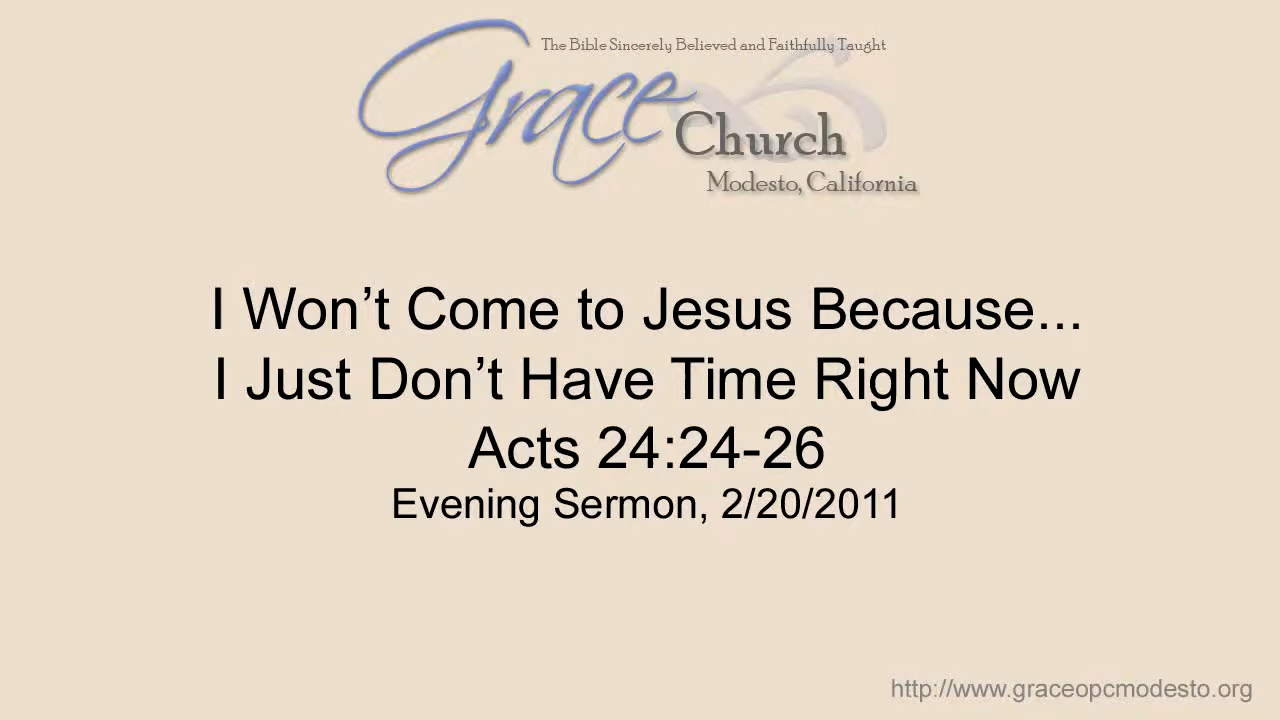 The Bible Sincerely Believed and Faithfully Taught
Grace
Church
Modesto, California
I Won’t Come to Jesus Because...
I Just Don’t Have Time Right Now
Acts 24:24-26
Evening Sermon, 2/20/2011
http://www.graceopcmodesto.org